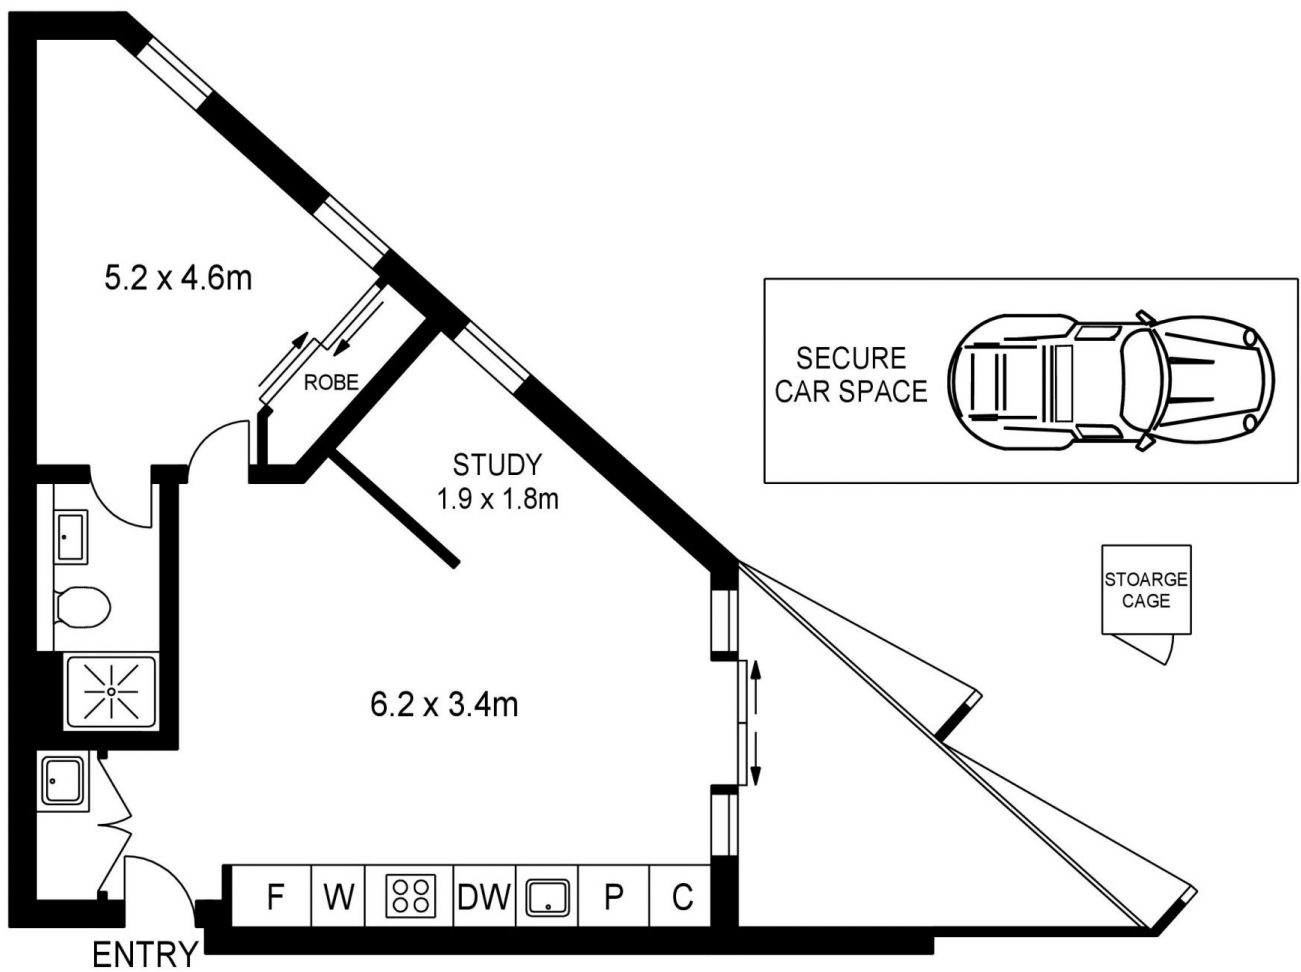 5.2 x 4.6m
ROBE
SECURE
CAR SPACE
STUDY
1.9 x 1.8m
STOARGE
CAGE
6.2 x 3.4m
F W DW P C
ENTRY